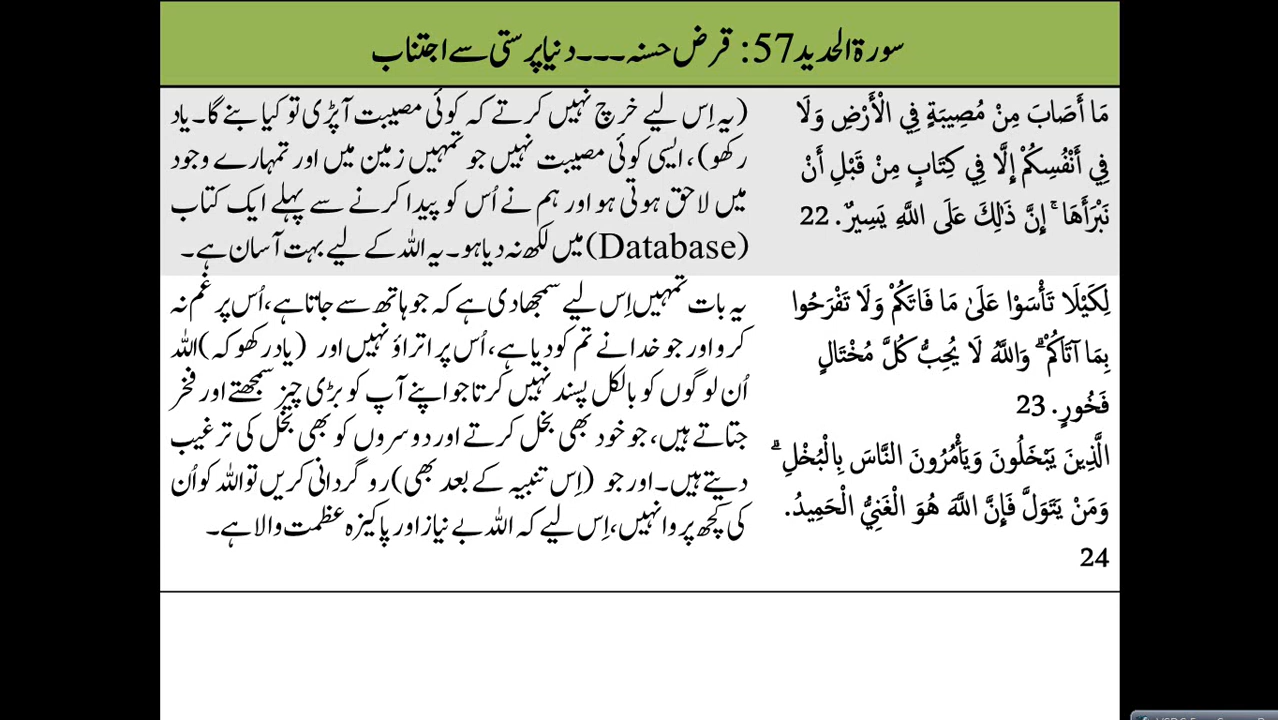 سورۃ الحدید 57: قرض حسنہ۔۔۔ دنیا پرستی سے اجتناب
مَا أَصَابَ مِنْ مُصِيبَةٍ فِي الْأَرْضِ وَلَا
فِي أَنْفُسِكُمْ إِلَّا فِي كِتَابٍ مِنْ قَبْلِ أَنْ
نَبْرَأَهَا ۚ إِنَّ ذَٰلِكَ عَلَى اللَّهِ يَسِيرٌ. 22
(یہ اِس لیے خرچ نہیں کرتے کہ کوئی مصیبت آپڑی تو کیا بنے گا۔ یاد
رکھو)، ایسی کوئی مصیبت نہیں جو تمہیں زمین میں اور تمہارے وجود
میں لاحق ہوتی ہو اور ہم نے اُس کو پیدا کرنے سے پہلے ایک کتاب
(Database) میں لکھ نہ دیا ہو۔ یہ اللہ کے لیے بہت آسان ہے۔
لِكَيْلَا تَأْسَوْا عَلَىٰ مَا فَاتَكُمْ وَلَا تَفْرَحُوا
بِمَا آتَاكُمْ ۗ وَاللَّهُ لَا يُحِبُّ كُلَّ مُخْتَالٍ
فَخُورٍ. 23
الَّذِينَ يَبْخَلُونَ وَيَأْمُرُونَ النَّاسَ بِالْبُخْلِ ۗ
وَمَنْ يَتَوَلَّ فَإِنَّ اللَّهَ هُوَ الْغَنِيُّ الْحَمِيدُ.
24
یہ بات تمہیں اِس لیے سمجھا دی ہے کہ جو ہاتھ سے جاتا ہے، اُس پر غم نہ
کرو اور جو خدا نے تم کو دیا ہے، اُس پر اتراؤ نہیں اور (یاد رکھو کہ) اللہ
اُن لوگوں کو بالکل پسند نہیں کرتا جو اپنے آپ کو بڑی چیز سمجھتے اور فخر
جتاتے ہیں، جو خود بھی بخل کرتے اور دوسروں کو بھی بخل کی ترغیب
دیتے ہیں۔ اور جو (اِس تنبیہ کے بعد بھی) رو گردانی کریں تو اللہ کو اُن
کی کچھ پروا نہیں، اِس لیے کہ اللہ بے نیاز اور پاکیزہ عظمت والا ہے۔